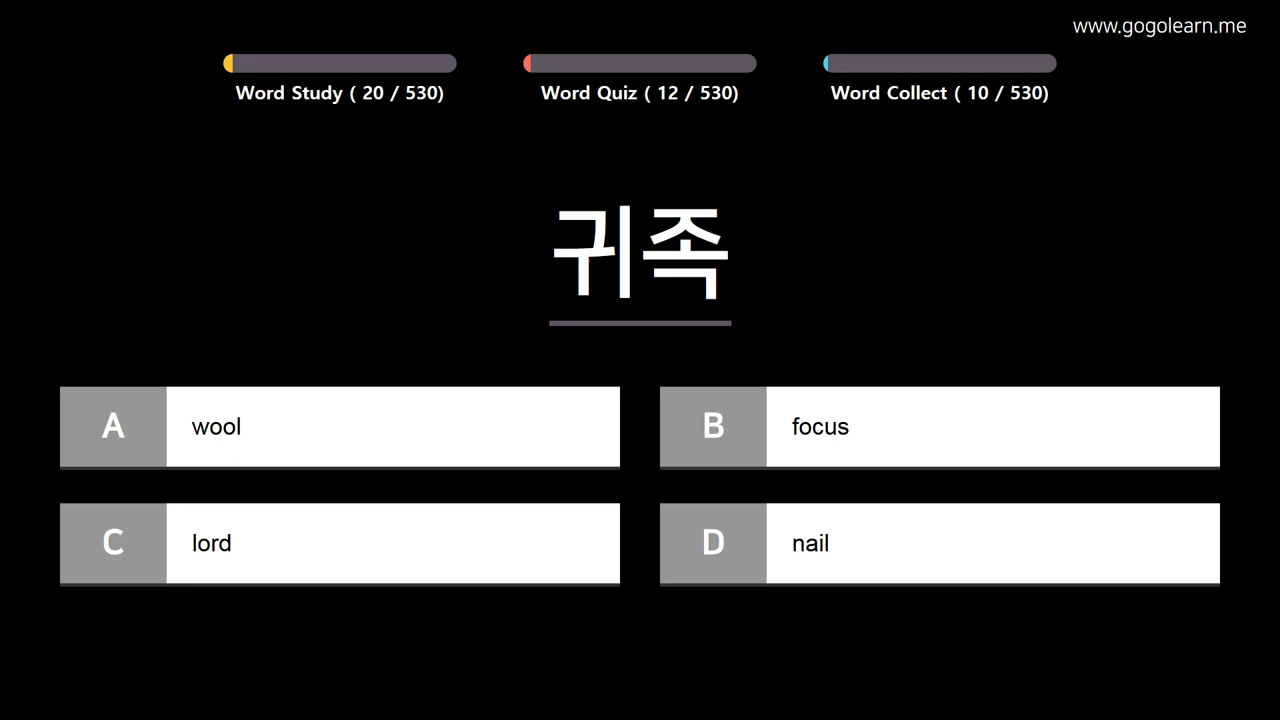 www.gogolearn.me
Word Study ( 20 / 530)
Word Quiz ( 12 / 530)
Word Collect ( 10 / 530)
귀족
A wool
B focus
C lord
D nail